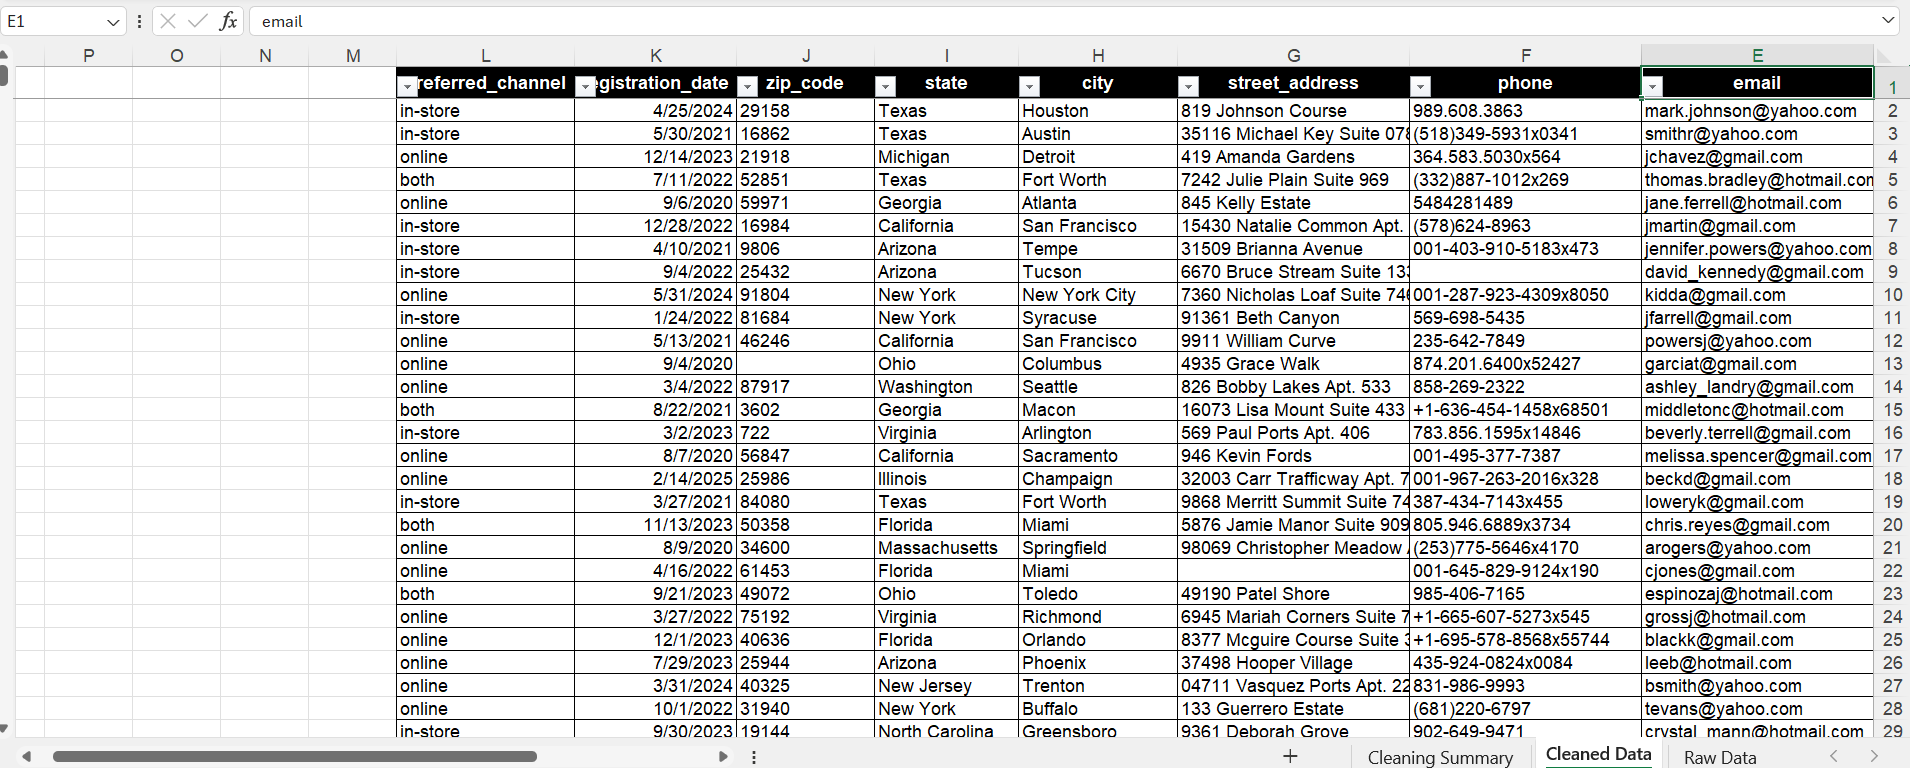 E1 fx email
P O N M L K J I H G F E
referred_channel egistration_date zip_code state city street_address phone email 1
in-store 4/25/2024 29158 Texas Houston 819 Johnson Course 989.608.3863 mark.johnson@yahoo.com 2
in-store 5/30/2021 16862 Texas Austin 35116 Michael Key Suite 078 (518)349-5931x0341 smithr@yahoo.com 3
online 12/14/2023 21918 Michigan Detroit 419 Amanda Gardens 364.583.5030x564 jchavez@gmail.com 4
both 7/11/2022 52851 Texas Fort Worth 7242 Julie Plain Suite 969 (332)887-1012x269 thomas.bradley@hotmail.com 5
online 9/6/2020 59971 Georgia Atlanta 845 Kelly Estate 5484281489 jane.ferrell@hotmail.com 6
in-store 12/28/2022 16984 California San Francisco 15430 Natalie Common Apt. (578)624-8963 jmartin@gmail.com 7
in-store 4/10/2021 9806 Arizona Tempe 31509 Brianna Avenue 001-403-910-5183x473 jennifer.powers@yahoo.com 8
in-store 9/4/2022 25432 Arizona Tucson 6670 Bruce Stream Suite 133 david_kennedy@gmail.com 9
online 5/31/2024 91804 New York New York City 7360 Nicholas Loaf Suite 746 001-287-923-4309x8050 kidda@gmail.com 10
in-store 1/24/2022 81684 New York Syracuse 91361 Beth Canyon 569-698-5435 jfarrell@gmail.com 11
online 5/13/2021 46246 California San Francisco 9911 William Curve 235-642-7849 powersj@yahoo.com 12
online 9/4/2020 Ohio Columbus 4935 Grace Walk 874.201.6400x52427 garciat@gmail.com 13
online 3/4/2022 87917 Washington Seattle 826 Bobby Lakes Apt. 533 858-269-2322 ashley_landry@gmail.com 14
both 8/22/2021 3602 Georgia Macon 16073 Lisa Mount Suite 433 +1-636-454-1458x68501 middletonc@hotmail.com 15
in-store 3/2/2023 722 Virginia Arlington 569 Paul Ports Apt. 406 783.856.1595x14846 beverly.terrell@gmail.com 16
online 8/7/2020 56847 California Sacramento 946 Kevin Fords 001-495-377-7387 melissa.spencer@gmail.com 17
online 2/14/2025 25986 Illinois Champaign 32003 Carr Trafficway Apt. 7 001-967-263-2016x328 beckd@gmail.com 18
in-store 3/27/2021 84080 Texas Fort Worth 9868 Merritt Summit Suite 74 387-434-7143x455 loweryk@gmail.com 19
both 11/13/2023 50358 Florida Miami 5876 Jamie Manor Suite 909 805.946.6889x3734 chris.reyes@gmail.com 20
online 8/9/2020 34600 Massachusetts Springfield 98069 Christopher Meadow (253)775-5646x4170 arogers@yahoo.com 21
online 4/16/2022 61453 Florida Miami 001-645-829-9124x190 cjones@gmail.com 22
both 9/21/2023 49072 Ohio Toledo 49190 Patel Shore 985-406-7165 espinozaj@hotmail.com 23
online 3/27/2022 75192 Virginia Richmond 6945 Mariah Corners Suite 7 +1-665-607-5273x545 grossj@hotmail.com 24
online 12/1/2023 40636 Florida Orlando 8377 Mcguire Course Suite 3 +1-695-578-8568x55744 blackk@gmail.com 25
online 7/29/2023 25944 Arizona Phoenix 37498 Hooper Village 435-924-0824x0084 leeb@hotmail.com 26
online 3/31/2024 40325 New Jersey Trenton 04711 Vasquez Ports Apt. 22 831-986-9993 bsmith@yahoo.com 27
online 10/1/2022 31940 New York Buffalo 133 Guerrero Estate (681)220-6797 tevans@yahoo.com 28
in-store 9/30/2023 19144 North Carolina Greensboro 9361 Deborah Grove 902-649-9471 crystal_mann@hotmail.com 29
Cleaning Summary Cleaned Data Raw Data